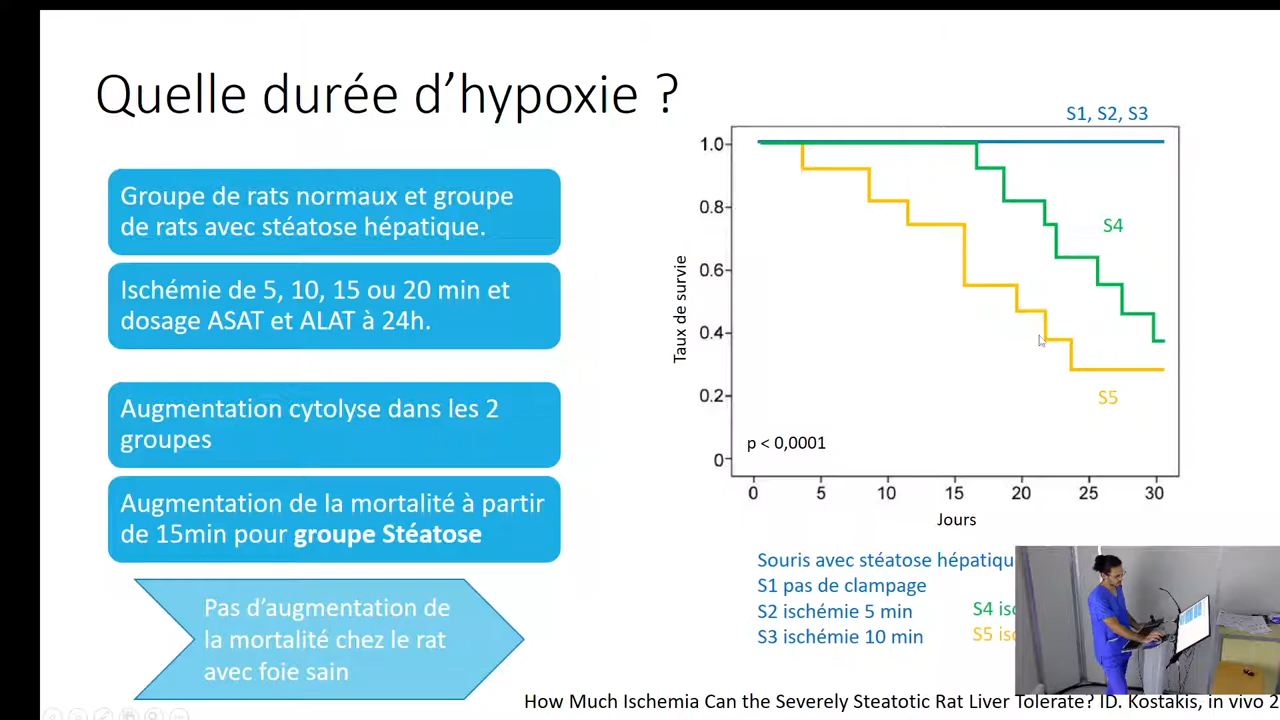 Quelle durée d’hypoxie ?
Groupe de rats normaux et groupe
de rats avec stéatose hépatique.
Ischémie de 5, 10, 15 ou 20 min et
dosage ASAT et ALAT à 24h.
Augmentation cytolyse dans les 2
groupes
Augmentation de la mortalité à partir
de 15min pour groupe Stéatose
Pas d’augmentation de
la mortalité chez le rat
avec foie sain
S1, S2, S3
1.0
0.8
0.6
0.4
0.2
0
Taux de survie
S4
S5
p < 0,0001
0 5 10 15 20 25 30
Jours
Souris avec stéatose hépatiqu
S1 pas de clampage
S2 ischémie 5 min
S3 ischémie 10 min
S4 isc
S5 isc
How Much Ischemia Can the Severely Steatotic Rat Liver Tolerate? ID. Kostakis, in vivo 2